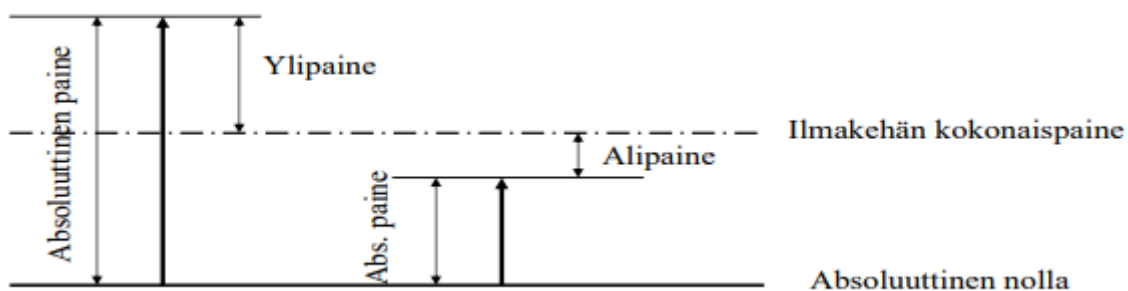 Absoluuttinen paine
Ylipaine
Ilmakehän kokonaispaine
Alipaine
Abs. paine
Absoluuttinen nolla